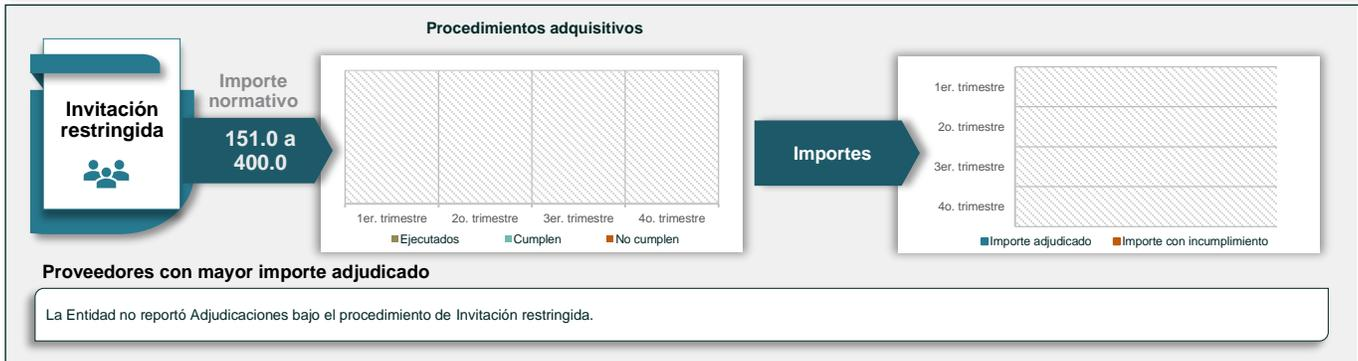 Procedimientos adquisitivos
Invitación
restringida
Importe
normativo
151.0 a
400.0
1er. trimestre 2o. trimestre 3er. trimestre 4o. trimestre
Ejecutados Cumplen No cumplen
Importes
1er. trimestre
2o. trimestre
3er. trimestre
4o. trimestre
Importe adjudicado Importe con incumplimiento
Proveedores con mayor importe adjudicado
La Entidad no reportó Adjudicaciones bajo el procedimiento de Invitación restringida.